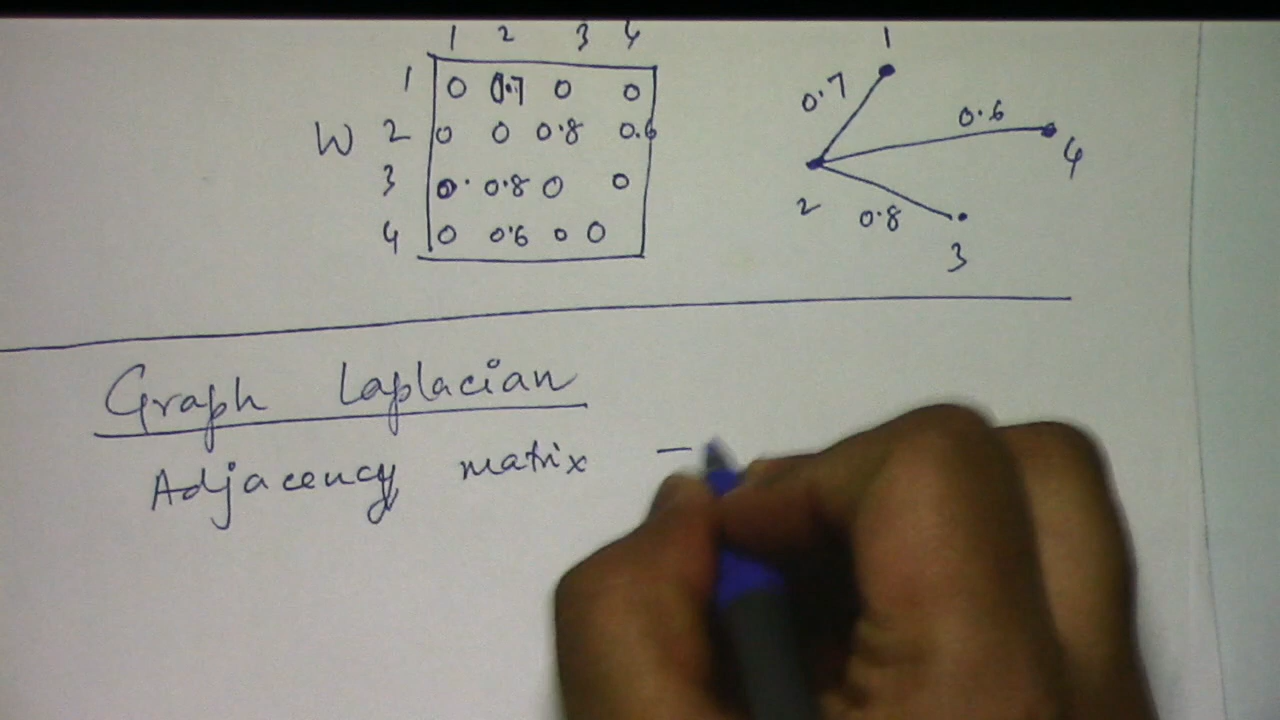 1 2 3 4
1 0 0.7 0 0
W 2 0 0 0.8 0.6
3 0. 0.8 0 0
4 0 0.6 0 0
1
0.7
0.6
4
2
0.8
3
Graph Laplacian
Adjacency matrix —